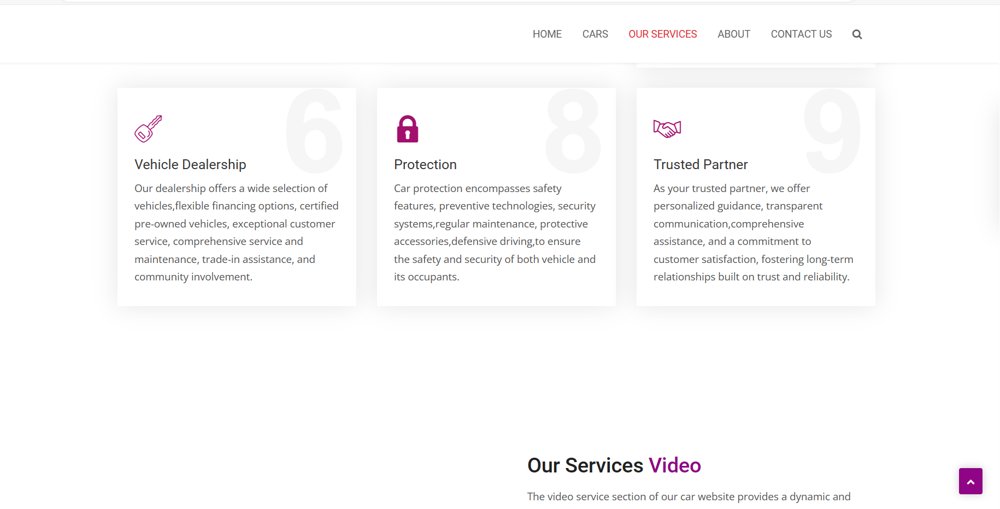 HOME CARS OUR SERVICES ABOUT CONTACT US
6
Vehicle Dealership
Our dealership offers a wide selection of
vehicles,flexible financing options, certified
pre-owned vehicles, exceptional customer
service, comprehensive service and
maintenance, trade-in assistance, and
community involvement.
8
Protection
Car protection encompasses safety
features, preventive technologies, security
systems,regular maintenance, protective
accessories,defensive driving,to ensure
the safety and security of both vehicle and
its occupants.
9
Trusted Partner
As your trusted partner, we offer
personalized guidance, transparent
communication,comprehensive
assistance, and a commitment to
customer satisfaction, fostering long-term
relationships built on trust and reliability.
Our Services Video
The video service section of our car website provides a dynamic and